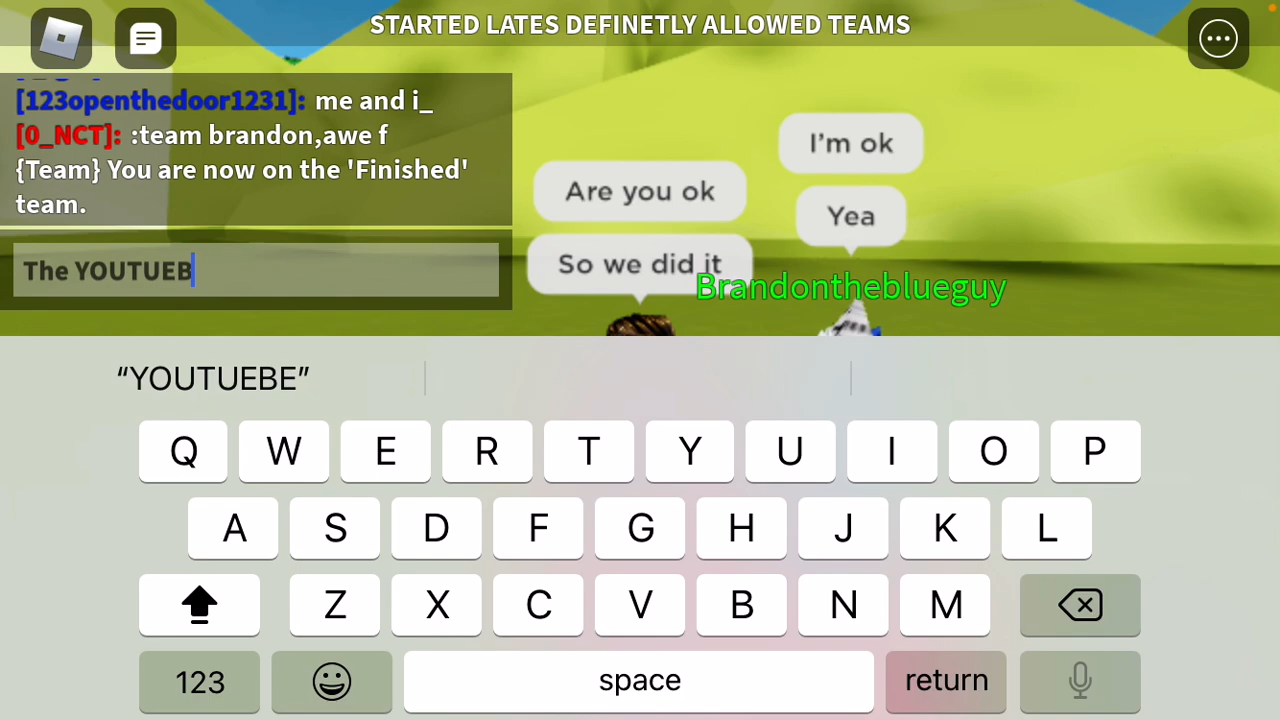 STARTED LATES DEFINETLY ALLOWED TEAMS
[123openthedoor1231]: me and i_
[0_NCT]: :team brandon,awe f
{Team} You are now on the 'Finished'
team.
The YOUTUEB
I'm ok
Are you ok
Yea
So we did it
Brandontheblueguy
“YOUTUEBE”
Q W E R T Y U I O P
A S D F G H J K L
Z X C V B N M
123 space return